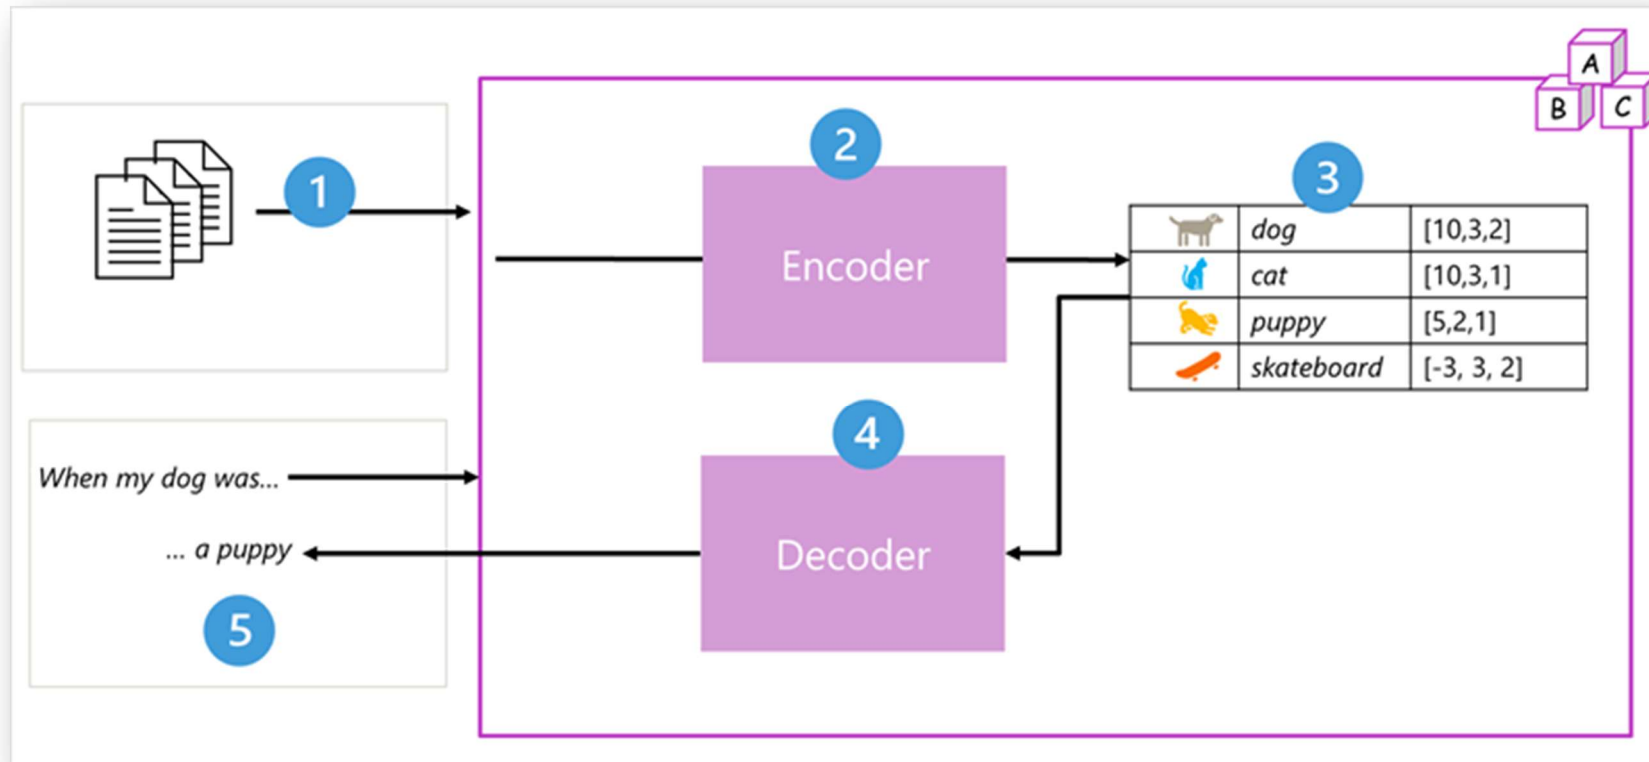 A
B
C
1
2
3
Encoder
dog [10,3,2]
cat [10,3,1]
puppy [5,2,1]
skateboard [-3, 3, 2]
4
When my dog was...
Decoder
... a puppy
5